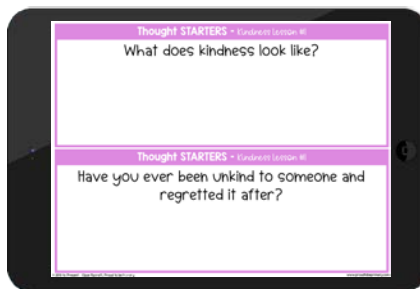 Thought STARTERS - Kindness Lesson #1
What does kindness look like?
Thought STARTERS - Kindness Lesson #1
Have you ever been unkind to someone and
regretted it after?